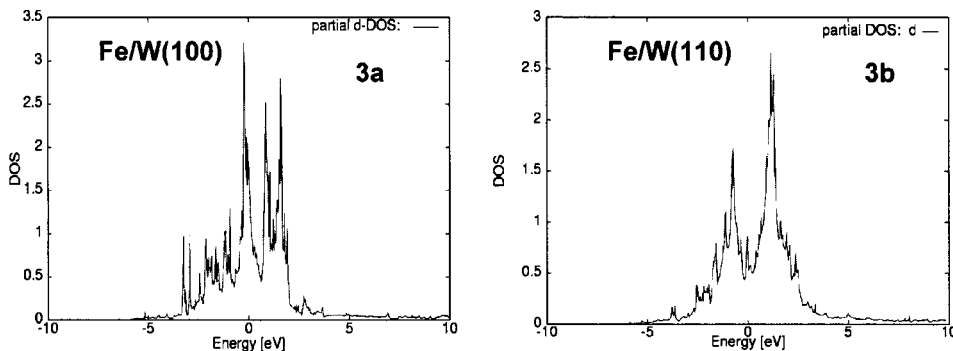 partial d-DOS:
Fe/W(100)
3a
3.5
3
2.5
2
1.5
1
0.5
0
DOS
-10
-5
0
5
10
Energy [eV]
partial DOS: d
Fe/W(110)
3b
3
2.5
2
1.5
1
0.5
0
DOS
-10
-5
0
5
10
Energy [eV]